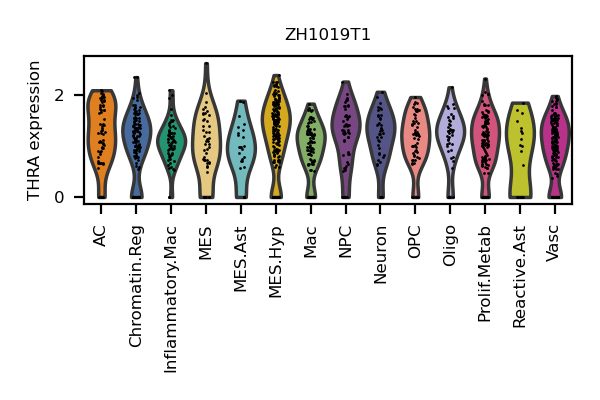 ZH1019T1
THRA expression
2
0
AC
Chromatin.Reg
Inflammatory.Mac
MES
MES.Ast
MES.Hyp
Mac
NPC
Neuron
OPC
Oligo
Prolif.Metab
Reactive.Ast
Vasc